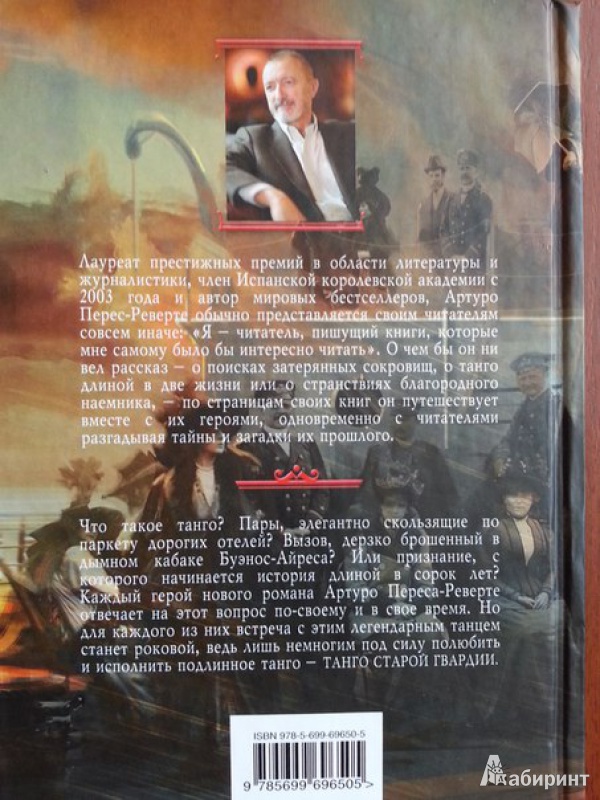 Лауреат престижных премий в области литературы и
журналистики, член Испанской королевской академии с
2003 года и автор мировых бестселлеров, Артуро
Перес-Реверте обычно представляется своим читателям
совсем иначе: «Я – читатель, пишущий книги, которые
мне самому было бы интересно читать». О чем бы он ни
вел рассказ – о поисках затерянных сокровищ, о танго
длиной в две жизни или о странствиях благородного
наемника, – по страницам своих книг он путешествует
вместе с их героями, одновременно с читателями
разгадывая тайны и загадки их прошлого.
Что такое танго? Пары, элегантно скользящие по
паркету дорогих отелей? Вызов, дерзко брошенный в
дымном кабаке Буэнос-Айреса? Или признание, с
которого начинается история длиной в сорок лет?
Каждый герой нового романа Артуро Переса-Реверте
отвечает на этот вопрос по-своему и в свое время. Но
для каждого из них встреча с этим легендарным танцем
станет роковой, ведь лишь немногим под силу полюбить
и исполнить подлинное танго – ТАНГО СТАРОЙ ГВАРДИИ.
ISBN 978-5-699-69650-5
9 785699 696505 >
Лабиринт